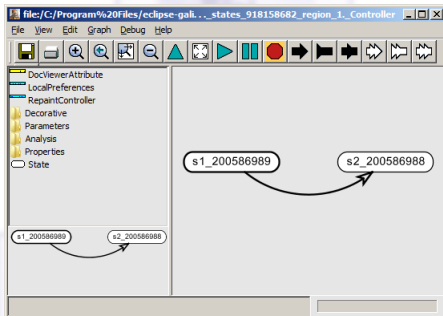 file:/C:/Program%20Files/eclipse-gali..._states_918158682_region_1._Controller
File View Edit Graph Debug Help
DocViewerAttribute
LocalPreferences
RepaintController
Decorative
Parameters
Analysis
Properties
State
s1_200586989 s2_200586988
s1_200586989 s2_200586988